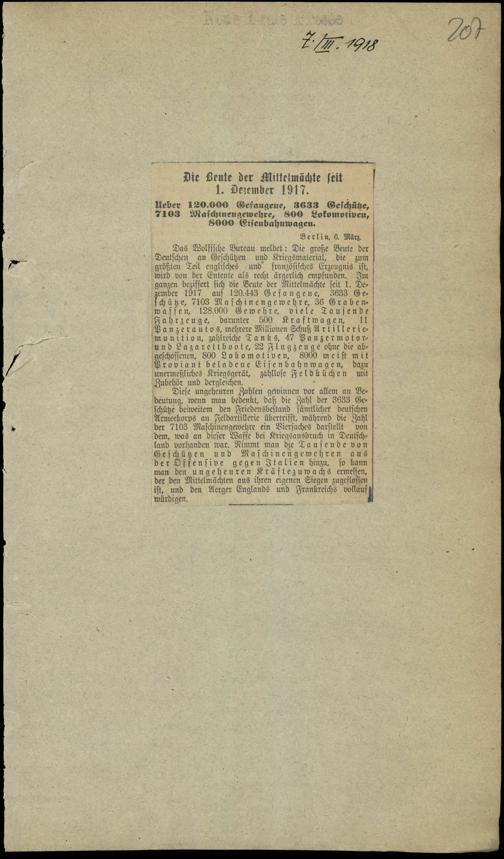 207
7. III. 1918
Die Beute der Mittelmächte seit
1. Dezember 1917.
Ueber 120.000 Gefangene, 3633 Geschütze,
7103 Maschinengewehre, 800 Lokomotiven,
8000 Eisenbahnwagen.
Berlin, 6. März.
Das Wolffsche Bureau meldet: Die große Beute der
Deutschen an Geschützen und Kriegsmaterial, die zum
größten Teil englisches und französisches Erzeugnis ist,
wird von der Entente als recht ärgerlich empfunden. Im
ganzen beziffert sich die Beute der Mittelmächte seit 1. De-
zember 1917 auf 120.443 Gefangene, 3633 Ge-
schütze, 7103 Maschinengewehre, 36 Graben-
waffen, 128.000 Gewehre, viele Tausende
Fahrzeuge, darunter 500 Kraftwagen, 11
Panzerautos, mehrere Millionen Schuß Artillerie-
munition, zahlreiche Tanks, 47 Panzermotor-
und Lazarettboote, 22 Flugzeuge ohne die ab-
geschossenen, 800 Lokomotiven, 8000 meist mit
Proviant beladene Eisenbahnwagen, dazu
unermeßliches Kriegsgerät, zahllose Feldküchen mit
Zubehör und dergleichen.
Diese ungeheuren Zahlen gewinnen vor allem an Be-
deutung, wenn man bedenkt, daß die Zahl der 3633 Ge-
schütze beiweitem den Friedensbestand sämtlicher deutschen
Armeekorps an Feldartillerie übertrifft, während die Zahl
der 7103 Maschinengewehre ein Vierfaches darstellt von
dem, was an dieser Waffe bei Kriegsausbruch in Deutsch-
land vorhanden war. Nimmt man die Tausende von
Geschützen und Maschinengewehren aus
der Offensive gegen Italien hinzu, so kann
man den ungeheuren Kräftezuwachs ermessen,
der den Mittelmächten aus ihren eigenen Siegen zugeflossen
ist, und den Aerger Englands und Frankreichs vollauf
würdigen.